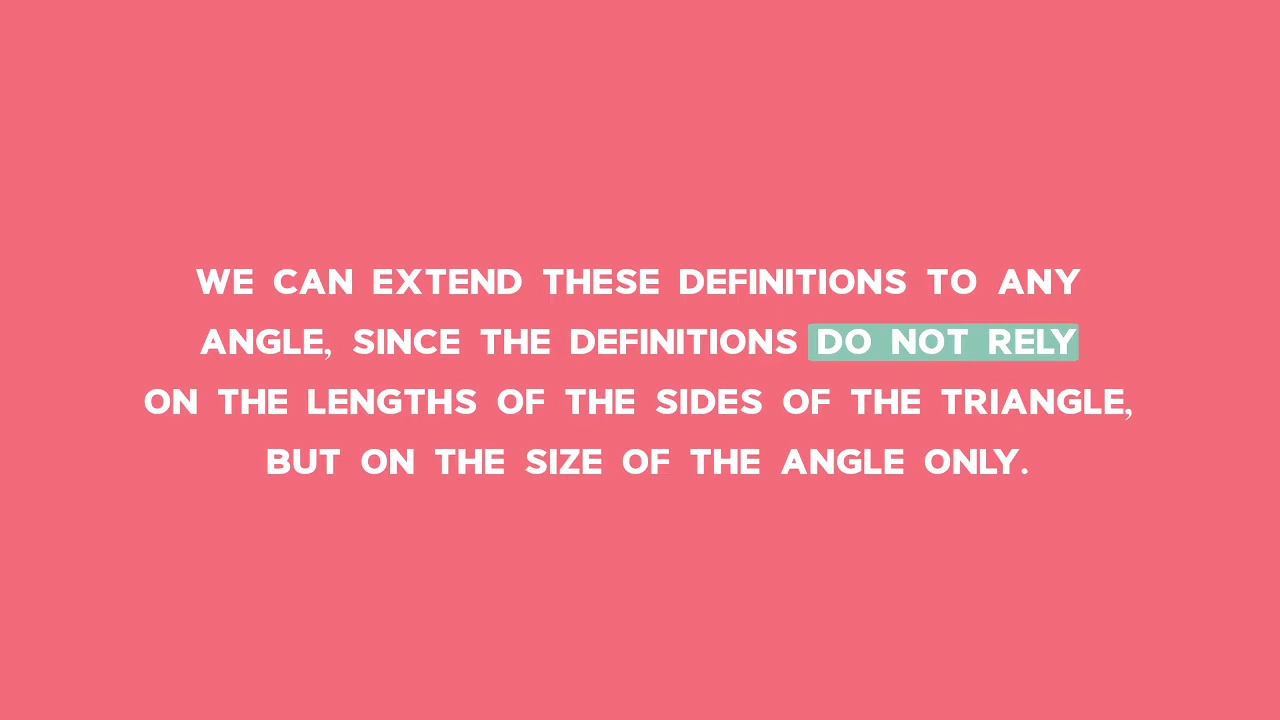 WE CAN EXTEND THESE DEFINITIONS TO ANY
ANGLE, SINCE THE DEFINITIONS DO NOT RELY
ON THE LENGTHS OF THE SIDES OF THE TRIANGLE,
BUT ON THE SIZE OF THE ANGLE ONLY.